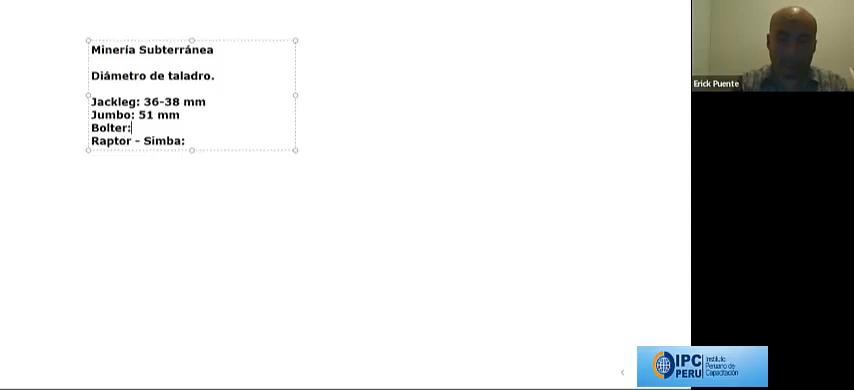 Minería Subterránea
Diámetro de taladro.
Jackleg: 36-38 mm
Jumbo: 51 mm
Bolter:
Raptor - Simba:
Erick Puente
IPC
PERU
Instituto
Peruano de
Capacitación